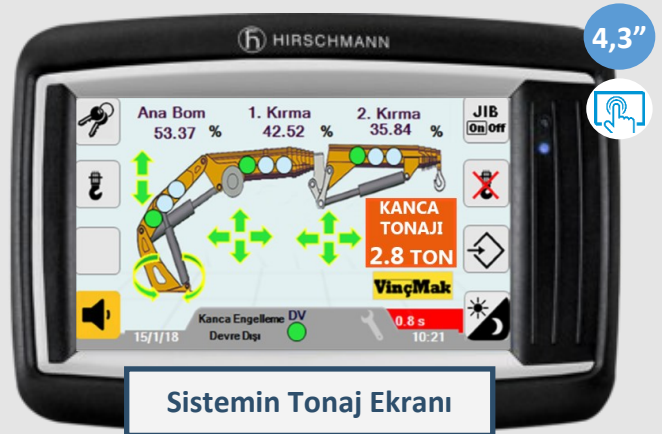 4,3”
HIRSCHMANN
Ana Bom
53.37 %
1. Kırma
42.52 %
2. Kırma
35.84 %
JIB
On Off
KANCA
TONAJI
2.8 TON
VinçMak
Kanca Engelleme DV
Devre Dışı
0.8 s
15/1/18
10:21
Sistemin Tonaj Ekranı